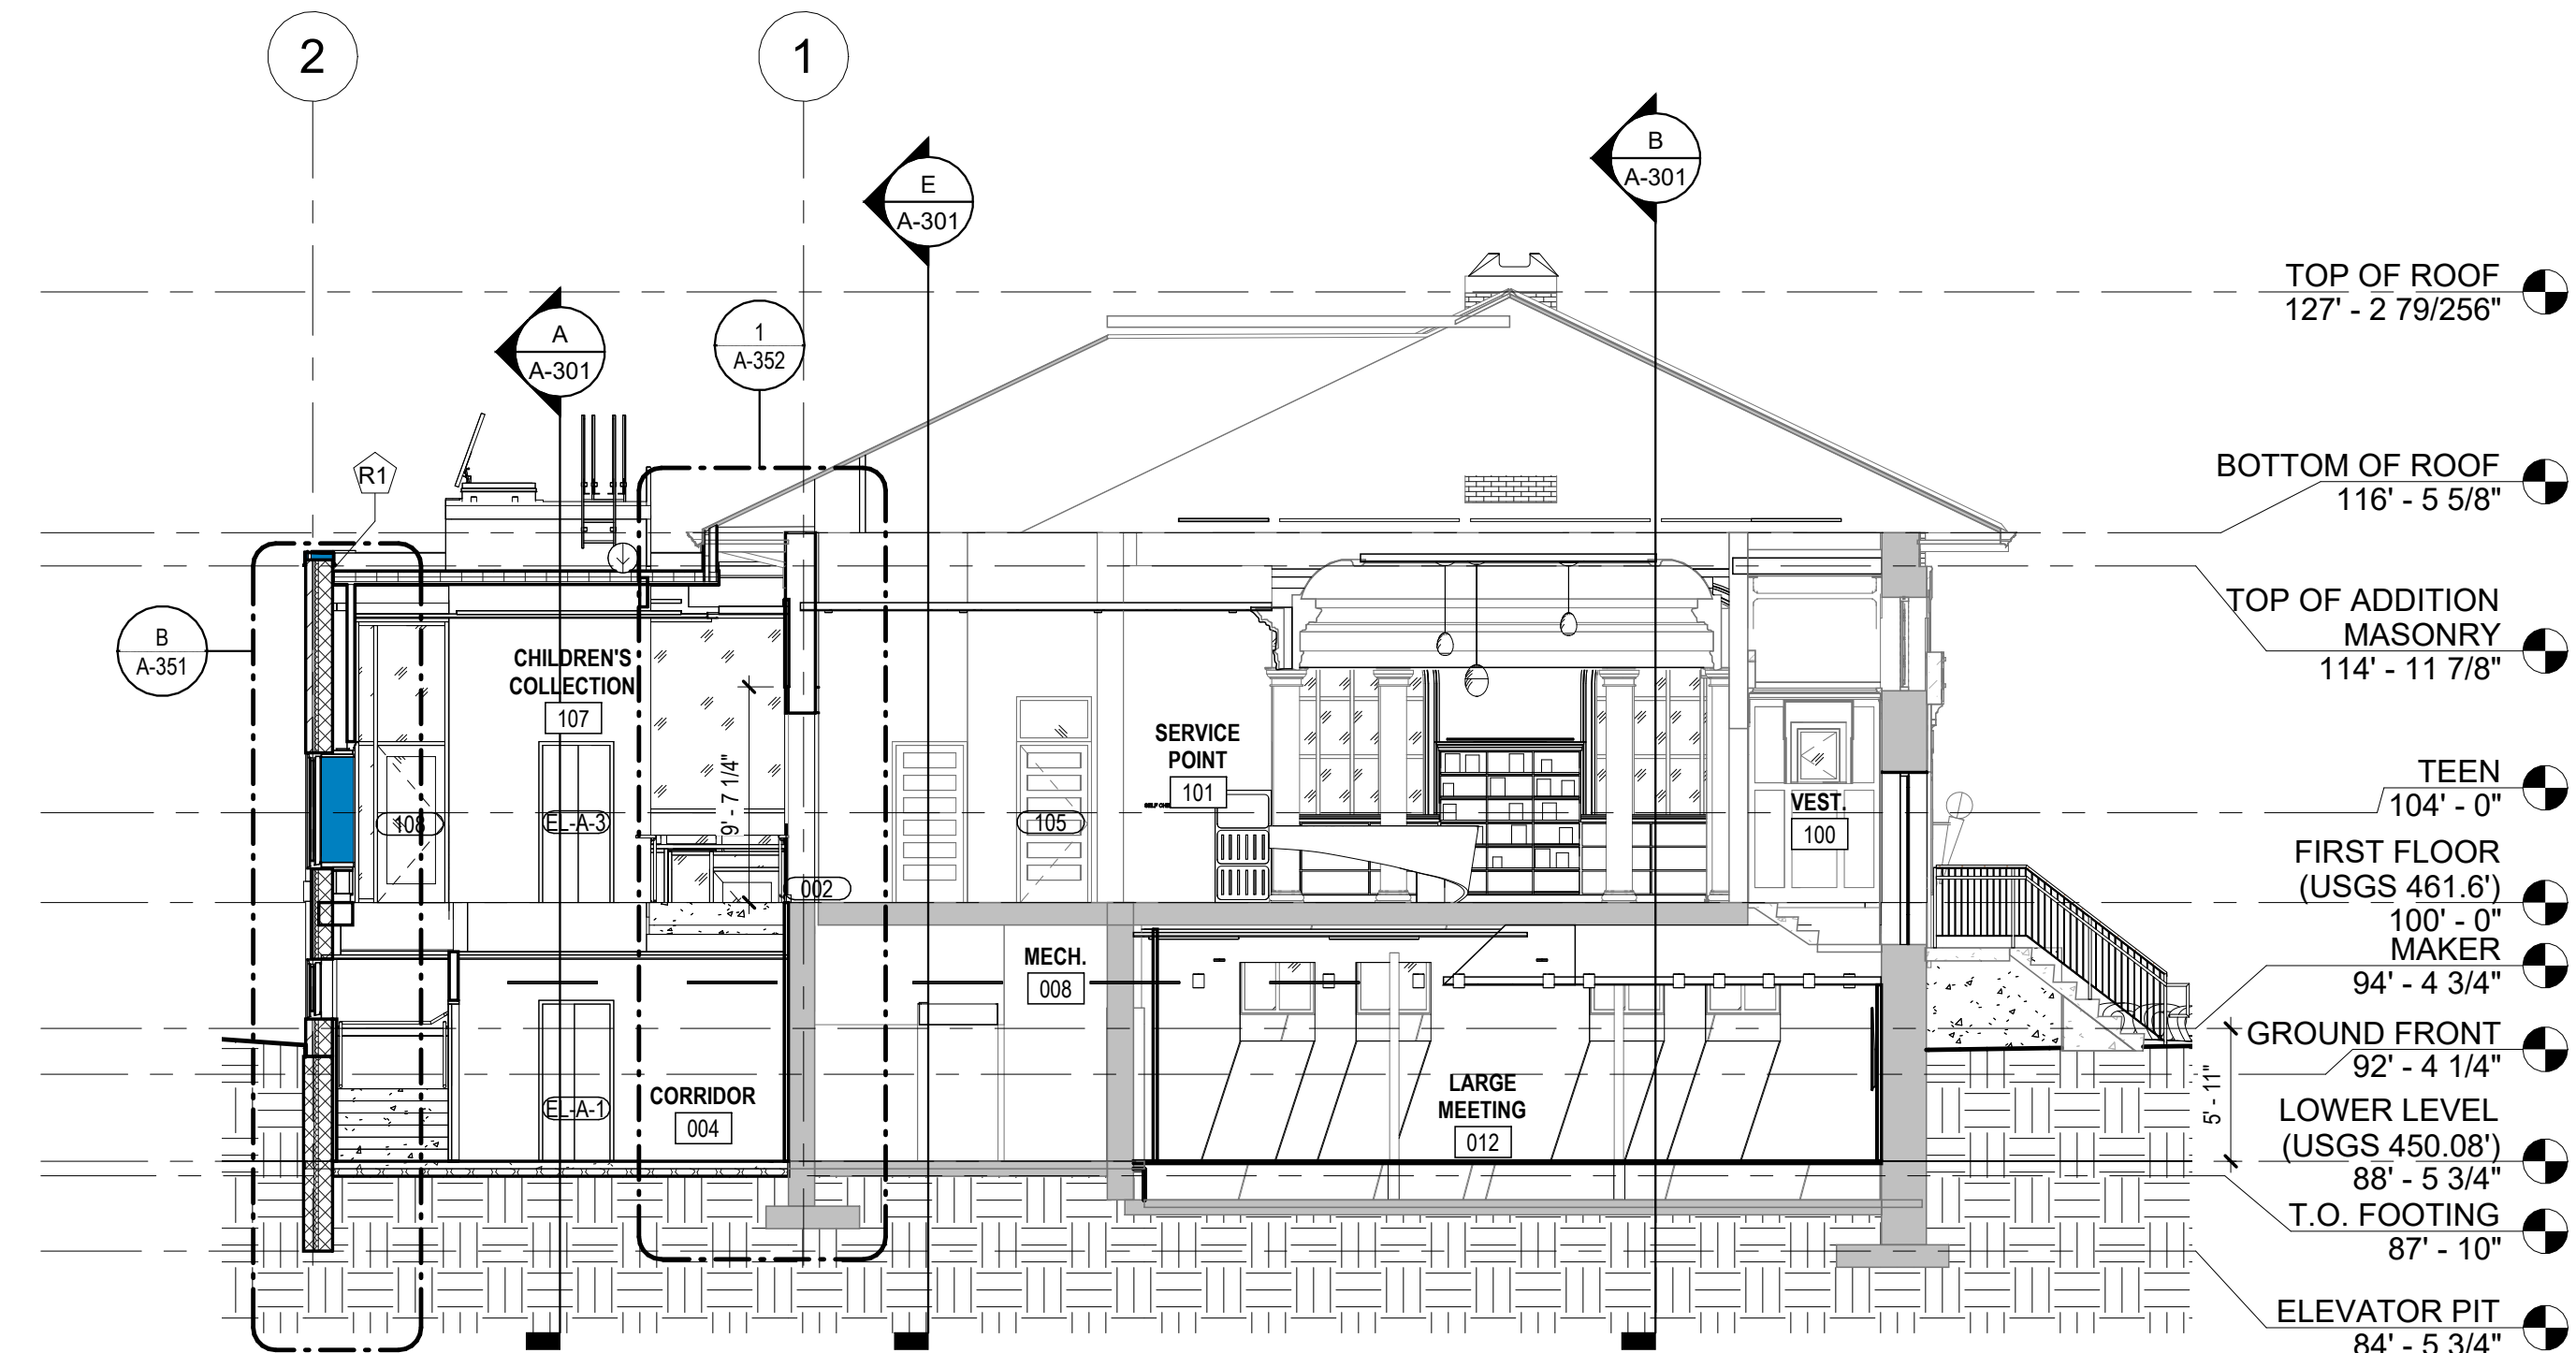 2
1
B
A-301
E
A-301
A
A-301
1
A-352
TOP OF ROOF
127' - 2 79/256"
R1
BOTTOM OF ROOF
116' - 5 5/8"
B
A-351
TOP OF ADDITION
MASONRY
114' - 11 7/8"
CHILDREN'S
COLLECTION
107
9' - 7 1/4"
SERVICE
POINT
101
SELF CHE
VEST.
100
TEEN
104' - 0"
108
EL-A-3
105
002
FIRST FLOOR
(USGS 461.6')
100' - 0"
MECH.
008
MAKER
94' - 4 3/4"
GROUND FRONT
92' - 4 1/4"
5' - 11"
EL-A-1
CORRIDOR
004
LARGE
MEETING
012
LOWER LEVEL
(USGS 450.08')
88' - 5 3/4"
T.O. FOOTING
87' - 10"
ELEVATOR PIT
84' - 5 3/4"